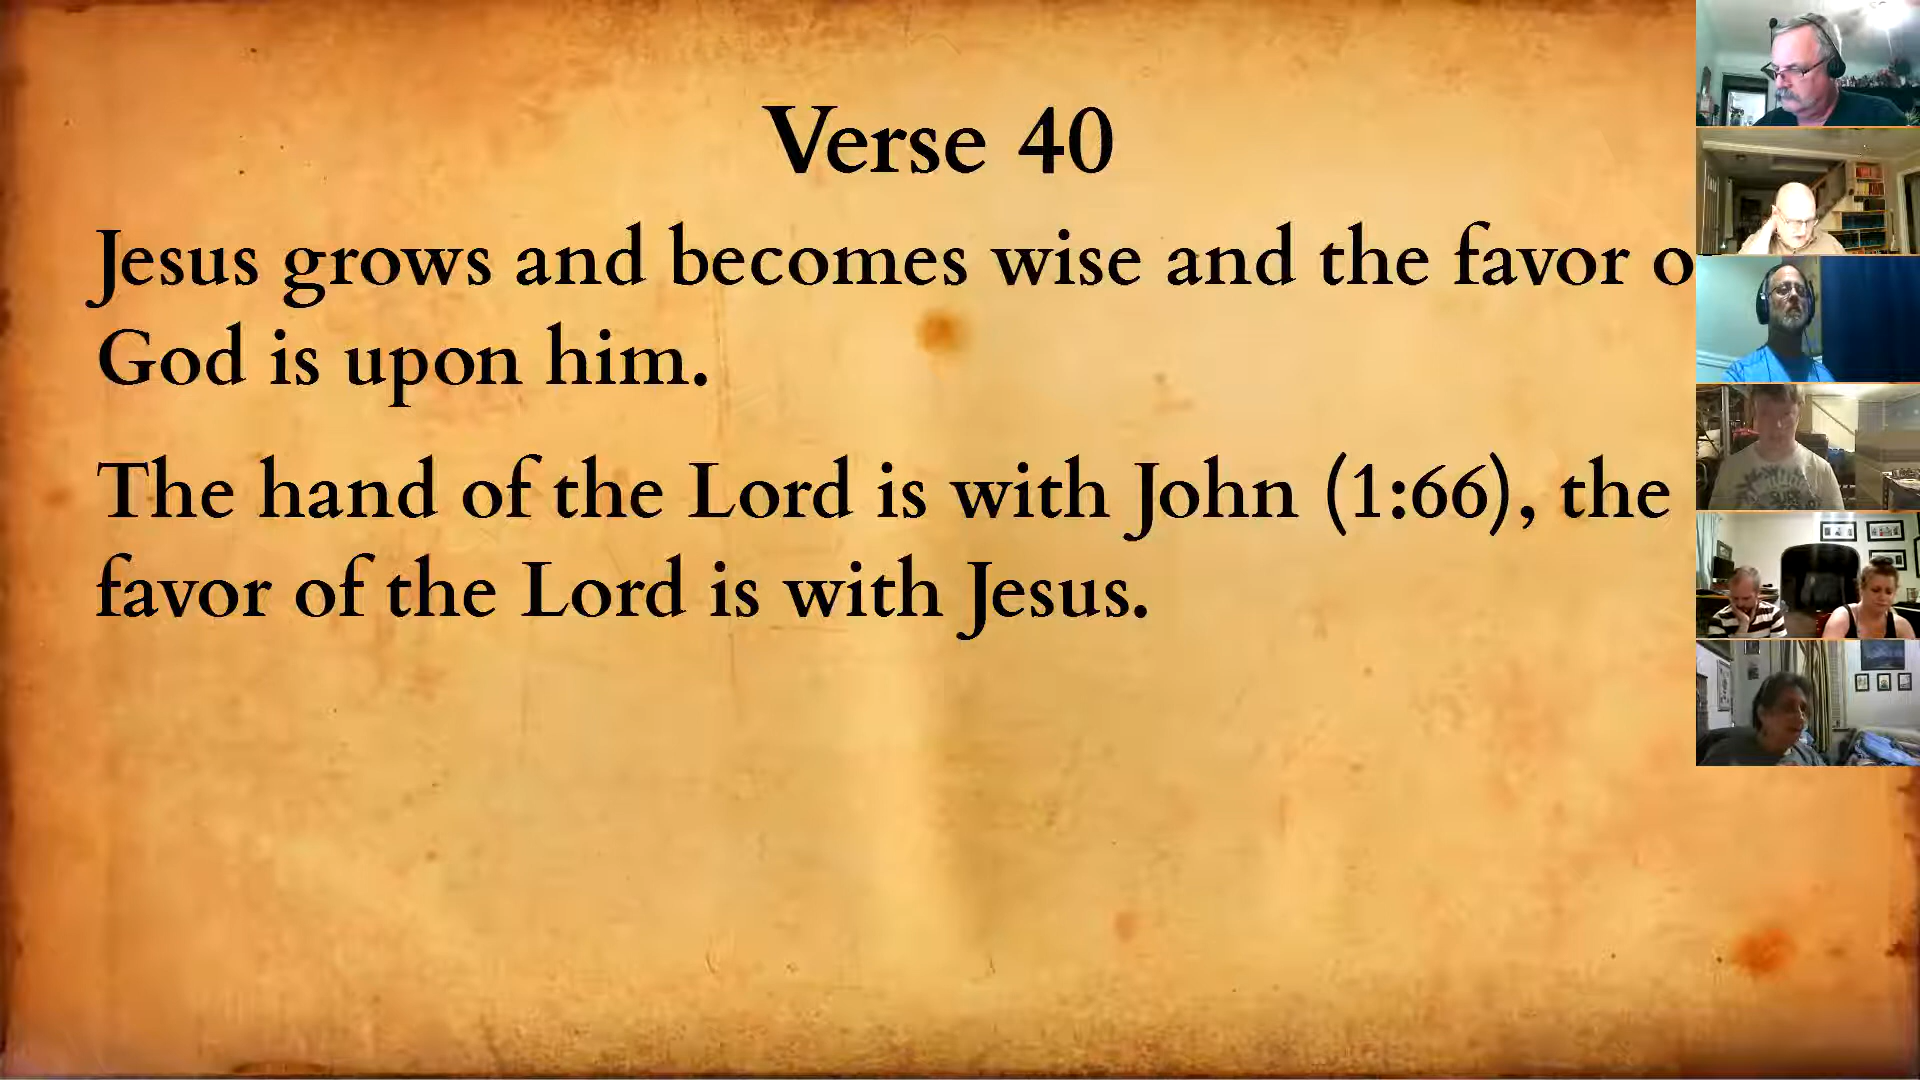 Verse 40
Jesus grows and becomes wise and the favor o
God is upon him.
The hand of the Lord is with John (1:66), the
favor of the Lord is with Jesus.